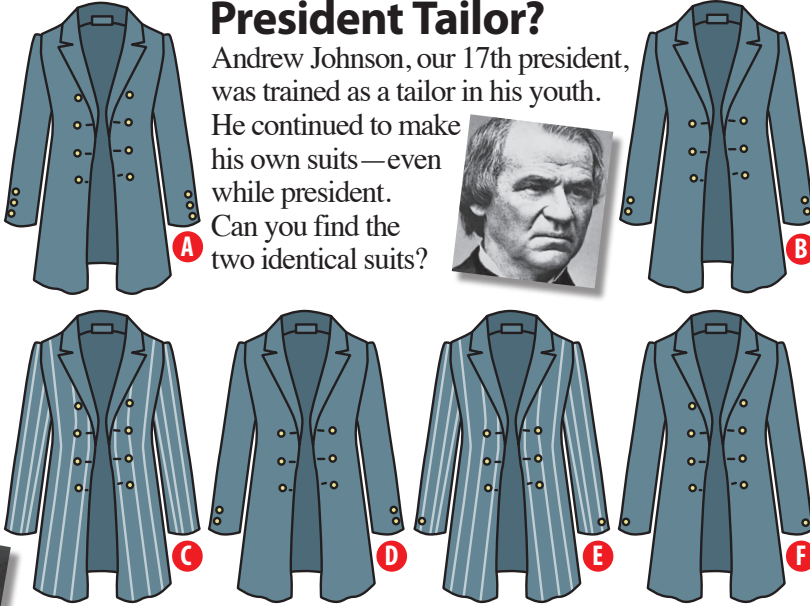 President Tailor?
Andrew Johnson, our 17th president,
was trained as a tailor in his youth.
He continued to make
his own suits—even
while president.
Can you find the
two identical suits?
A
B
C
D
E
F